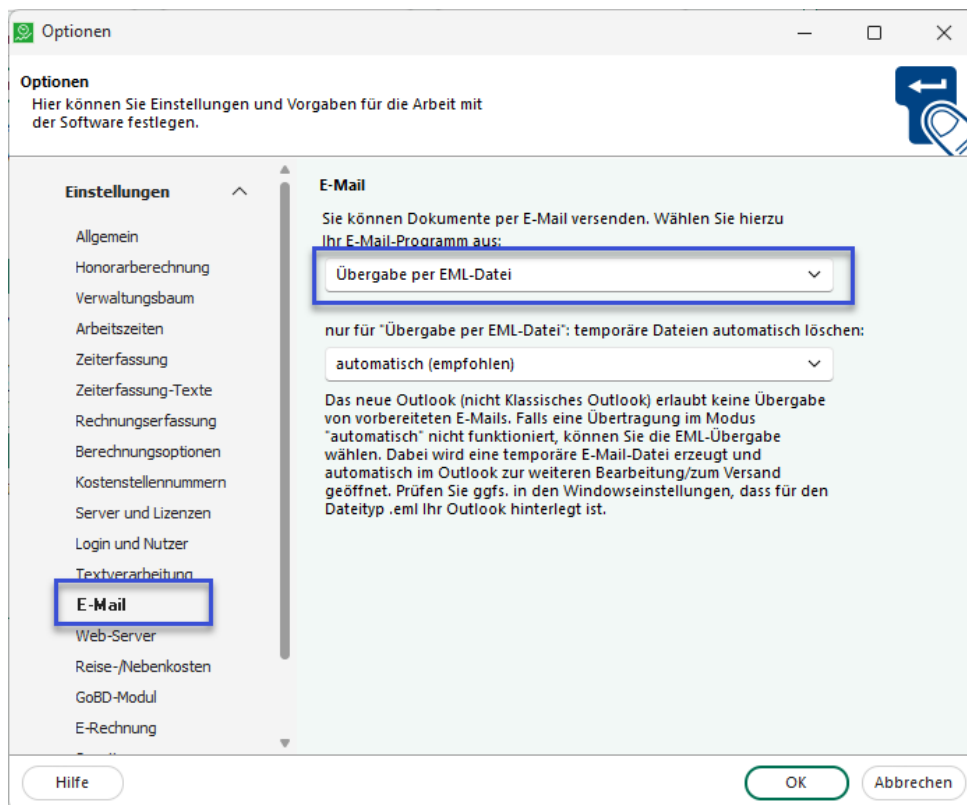 Optionen
Optionen
Hier können Sie Einstellungen und Vorgaben für die Arbeit mit
der Software festlegen.
Einstellungen
Allgemein
Honorarberechnung
Verwaltungsbaum
Arbeitszeiten
Zeiterfassung
Zeiterfassung-Texte
Rechnungserfassung
Berechnungsoptionen
Kostenstellennummern
Server und Lizenzen
Login und Nutzer
Textverarbeitung
E-Mail
Web-Server
Reise-/Nebenkosten
GoBD-Modul
E-Rechnung
E-Mail
Sie können Dokumente per E-Mail versenden. Wählen Sie hierzu
Ihr E-Mail-Programm aus:
Übergabe per EML-Datei
nur für "Übergabe per EML-Datei": temporäre Dateien automatisch löschen:
automatisch (empfohlen)
Das neue Outlook (nicht Klassisches Outlook) erlaubt keine Übergabe
von vorbereiteten E-Mails. Falls eine Übertragung im Modus
"automatisch" nicht funktioniert, können Sie die EML-Übergabe
wählen. Dabei wird eine temporäre E-Mail-Datei erzeugt und
automatisch im Outlook zur weiteren Bearbeitung/zum Versand
geöffnet. Prüfen Sie ggfs. in den Windowseinstellungen, dass für den
Dateityp .eml Ihr Outlook hinterlegt ist.
Hilfe
OK
Abbrechen